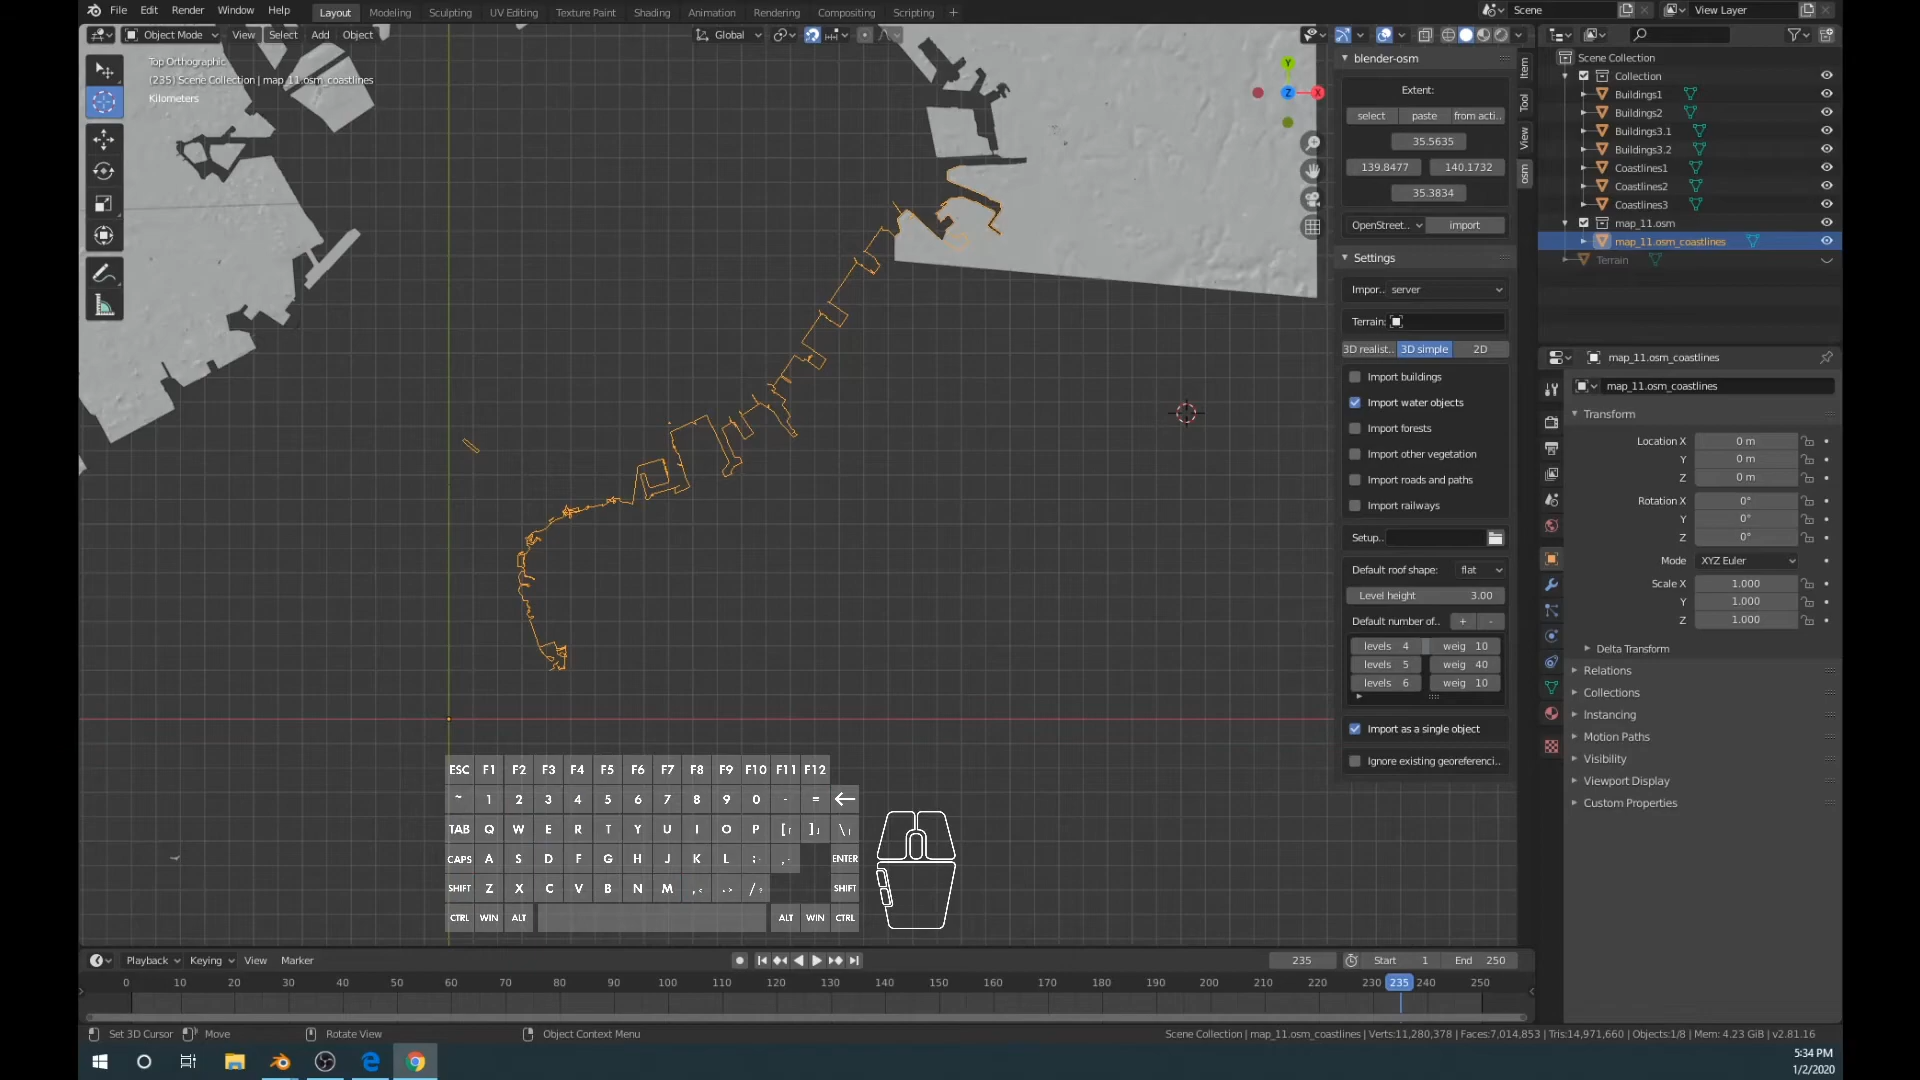 File Edit Render Window Help Layout Modeling Sculpting UV Editing Texture Paint Shading Animation Rendering Compositing Scripting + Scene View Layer
Object Mode View Select Add Object Global
Top Orthographic
(235) Scene Collection | map_11.osm_coastlines
Kilometers
Y
Z
X
blender-osm
Extent:
select paste from acti..
35.5635
139.8477 140.1732
35.3834
OpenStreet.. import
Settings
Impor.. server
Terrain:
3D realist.. 3D simple 2D
Import buildings
Import water objects
Import forests
Import other vegetation
Import roads and paths
Import railways
Setup..
Default roof shape: flat
Level height 3.00
Default number of.. + -
levels 4 weig 10
levels 5 weig 40
levels 6 weig 10
Import as a single object
Ignore existing georeferenci..
Item
Tool
View
osm
Scene Collection
Collection
Buildings1
Buildings2
Buildings3.1
Buildings3.2
Coastlines1
Coastlines2
Coastlines3
map_11.osm
map_11.osm_coastlines
Terrain
map_11.osm_coastlines
map_11.osm_coastlines
Transform
Location X 0 m
Y 0 m
Z 0 m
Rotation X 0°
Y 0°
Z 0°
Mode XYZ Euler
Scale X 1.000
Y 1.000
Z 1.000
Delta Transform
Relations
Collections
Instancing
Motion Paths
Visibility
Viewport Display
Custom Properties
ESC F1 F2 F3 F4 F5 F6 F7 F8 F9 F10 F11 F12
~ 1 2 3 4 5 6 7 8 9 0 - =
TAB Q W E R T Y U I O P [ ] \
CAPS A S D F G H J K L ; ENTER
SHIFT Z X C V B N M , . / SHIFT
CTRL WIN ALT ALT WIN CTRL
Playback Keying View Marker 235 Start 1 End 250
0 10 20 30 40 50 60 70 80 90 100 110 120 130 140 150 160 170 180 190 200 210 220 230 235 240 250
Set 3D Cursor Move Rotate View Object Context Menu Scene Collection | map_11.osm_coastlines | Verts:11,280,378 | Faces:7,014,853 | Tris:14,971,660 | Objects:1/8 | Mem: 4.23 GiB | v2.81.16
5:34 PM
1/2/2020